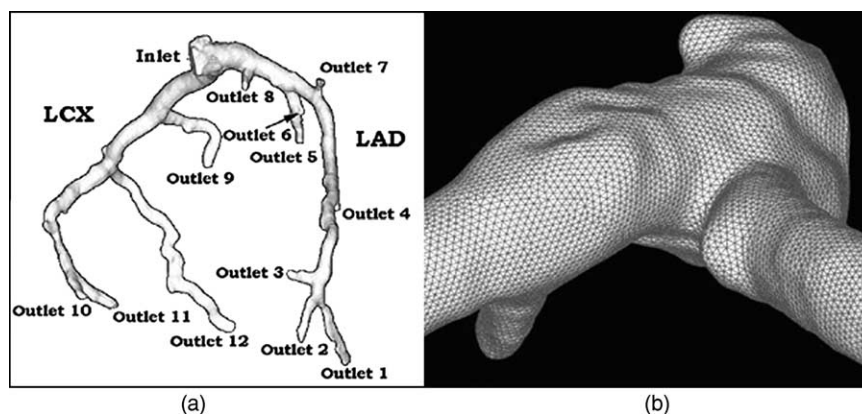 Inlet
Outlet 7
LCX
Outlet 8
Outlet 6
LAD
Outlet 5
Outlet 9
Outlet 4
Outlet 3
Outlet 10
Outlet 11
Outlet 12
Outlet 2
Outlet 1
(a)
(b)